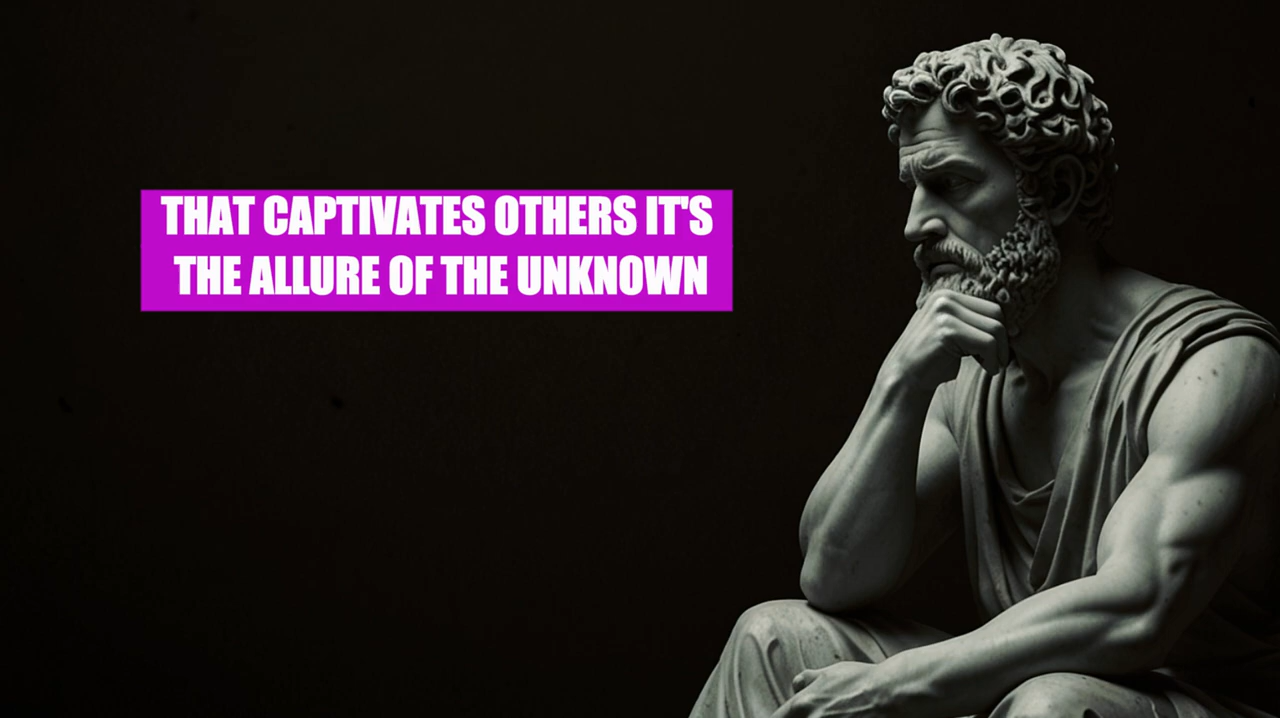 THAT CAPTIVATES OTHERS IT'S
THE ALLURE OF THE UNKNOWN